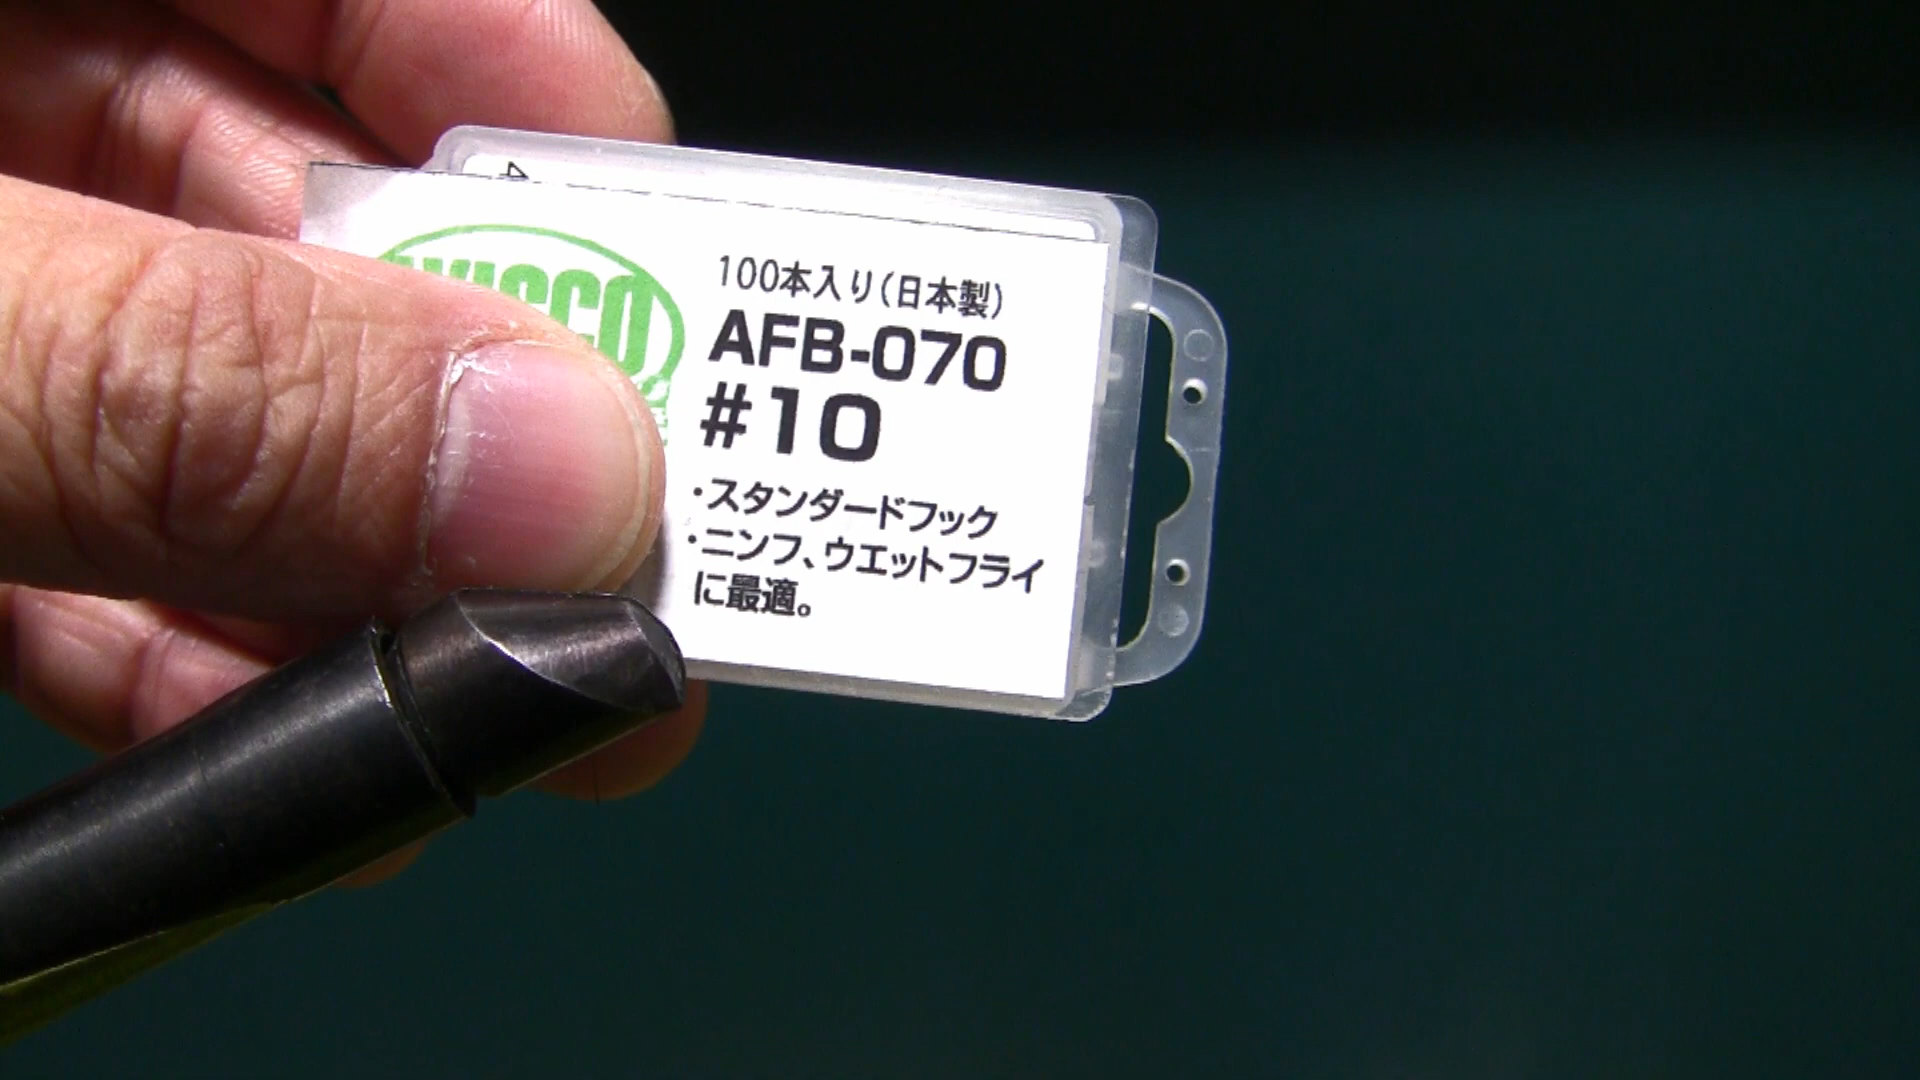 100本入り(日本製)
AFB-070
#10
・スタンダードフック
・ニンフ、ウエットフライ
に最適。